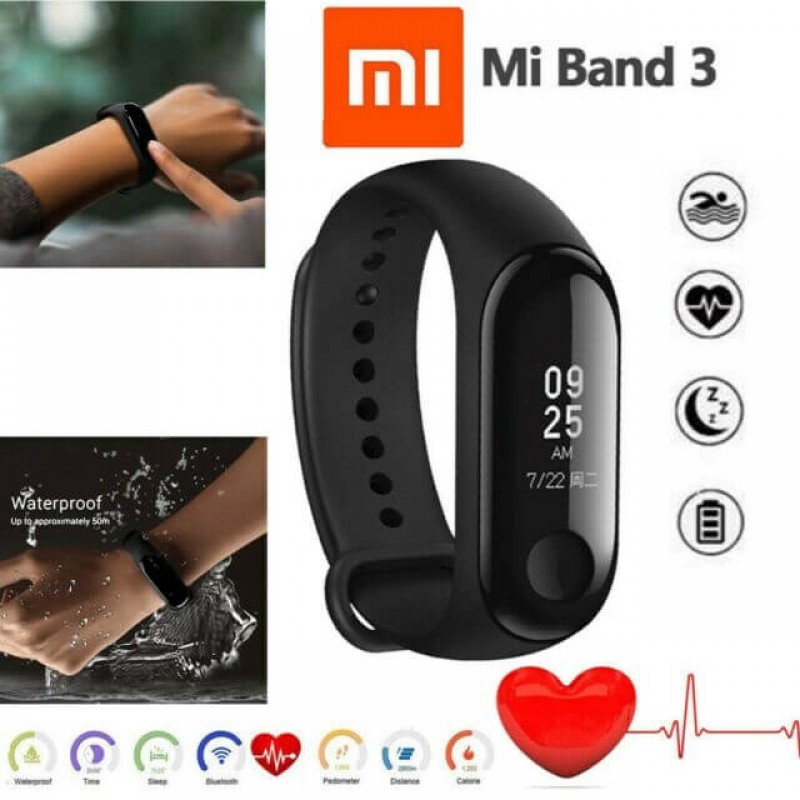 mı
Mi Band 3
09
25
AM
7/22 周二
Waterproof
Up to approximately 50m
Z
Z
Z
Waterproof
Time
Sleep
Bluetooth
Pedometer
Distance
Calorie